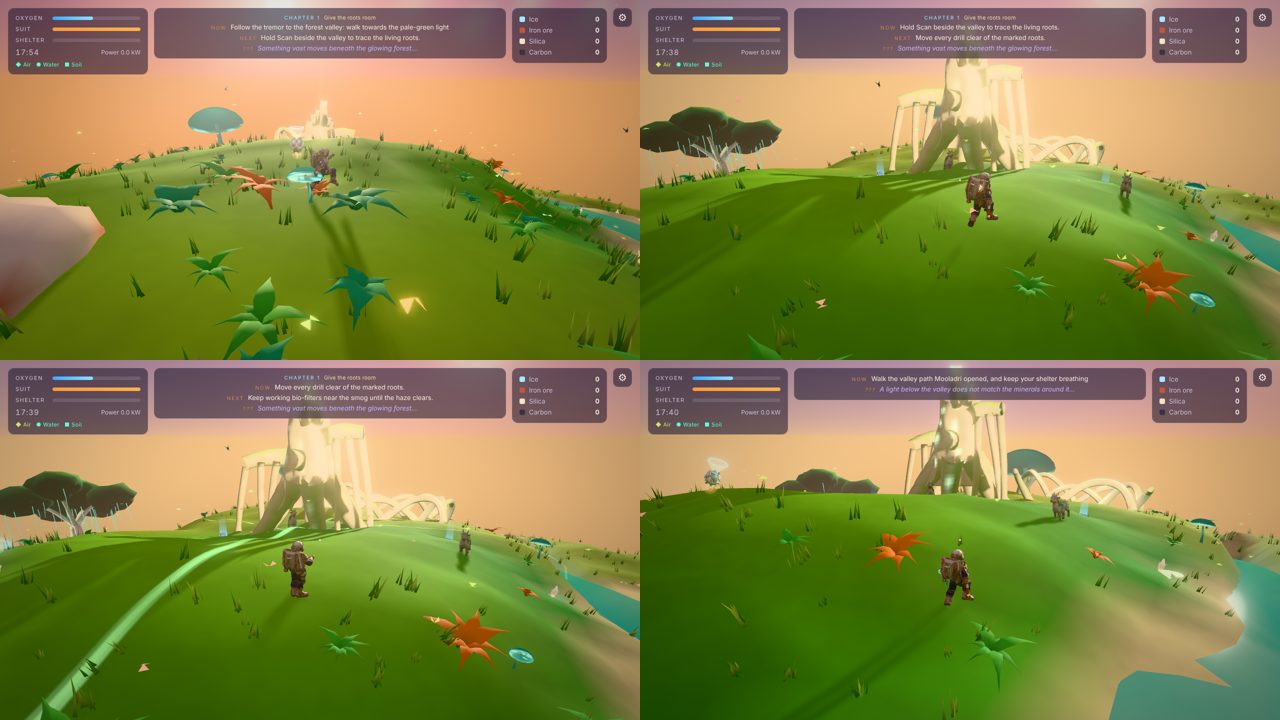 OXYGEN
SUIT
SHELTER
17:54 Power 0.0 kW
Air Water Soil
CHAPTER 1 Give the roots room
NOW Follow the tremor to the forest valley: walk towards the pale-green light
NEXT Hold Scan beside the valley to trace the living roots.
??? Something vast moves beneath the glowing forest…
Ice 0
Iron ore 0
Silica 0
Carbon 0
OXYGEN
SUIT
SHELTER
17:38 Power 0.0 kW
Air Water Soil
CHAPTER 1 Give the roots room
NOW Hold Scan beside the valley to trace the living roots.
NEXT Move every drill clear of the marked roots.
??? Something vast moves beneath the glowing forest…
Ice 0
Iron ore 0
Silica 0
Carbon 0
OXYGEN
SUIT
SHELTER
17:39 Power 0.0 kW
Air Water Soil
CHAPTER 1 Give the roots room
NOW Move every drill clear of the marked roots.
NEXT Keep working bio-filters near the smog until the haze clears.
??? Something vast moves beneath the glowing forest…
Ice 0
Iron ore 0
Silica 0
Carbon 0
OXYGEN
SUIT
SHELTER
17:40 Power 0.0 kW
Air Water Soil
NOW Walk the valley path Mooladri opened, and keep your shelter breathing
??? A light below the valley does not match the minerals around it…
Ice 0
Iron ore 0
Silica 0
Carbon 0